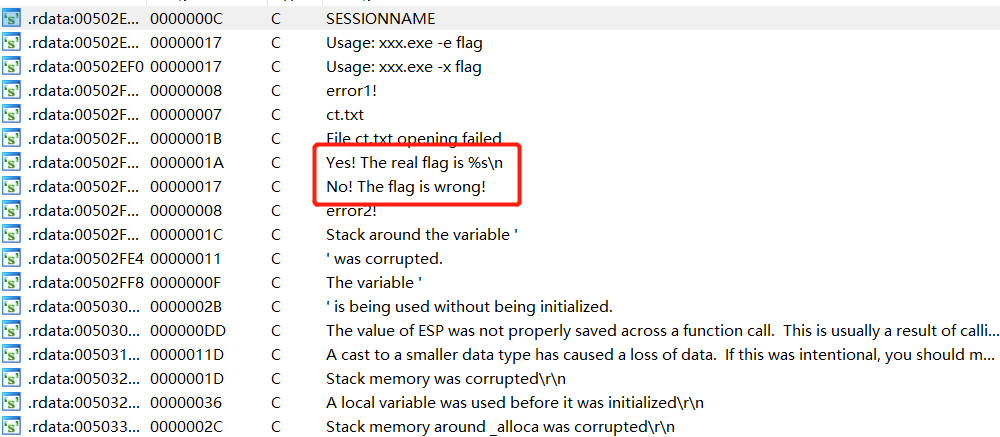 .rdata:00502E... 0000000C C SESSIONNAME
.rdata:00502E... 00000017 C Usage: xxx.exe -e flag
.rdata:00502EF0 00000017 C Usage: xxx.exe -x flag
.rdata:00502F... 00000008 C error1!
.rdata:00502F... 00000007 C ct.txt
.rdata:00502F... 0000001B C File ct.txt opening failed
.rdata:00502F... 0000001A C Yes! The real flag is %s\n
.rdata:00502F... 00000017 C No! The flag is wrong!
.rdata:00502F... 00000008 C error2!
.rdata:00502F... 0000001C C Stack around the variable '
.rdata:00502FE4 00000011 C ' was corrupted.
.rdata:00502FF8 0000000F C The variable '
.rdata:005030... 0000002B C ' is being used without being initialized.
.rdata:005030... 000000DD C The value of ESP was not properly saved across a function call.  This is usually a result of calli...
.rdata:005031... 0000011D C A cast to a smaller data type has caused a loss of data.  If this was intentional, you should m...
.rdata:005032... 0000001D C Stack memory was corrupted\r\n
.rdata:005032... 00000036 C A local variable was used before it was initialized\r\n
.rdata:005033... 0000002C C Stack memory around _alloca was corrupted\r\n